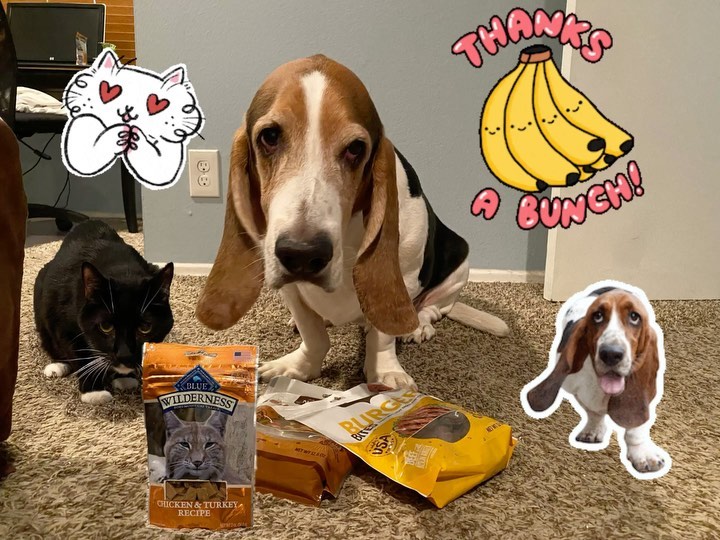 THANKS
A BUNCH!
BLUE
WILDERNESS
CHICKEN & TURKEY
RECIPE
BURGER
USA